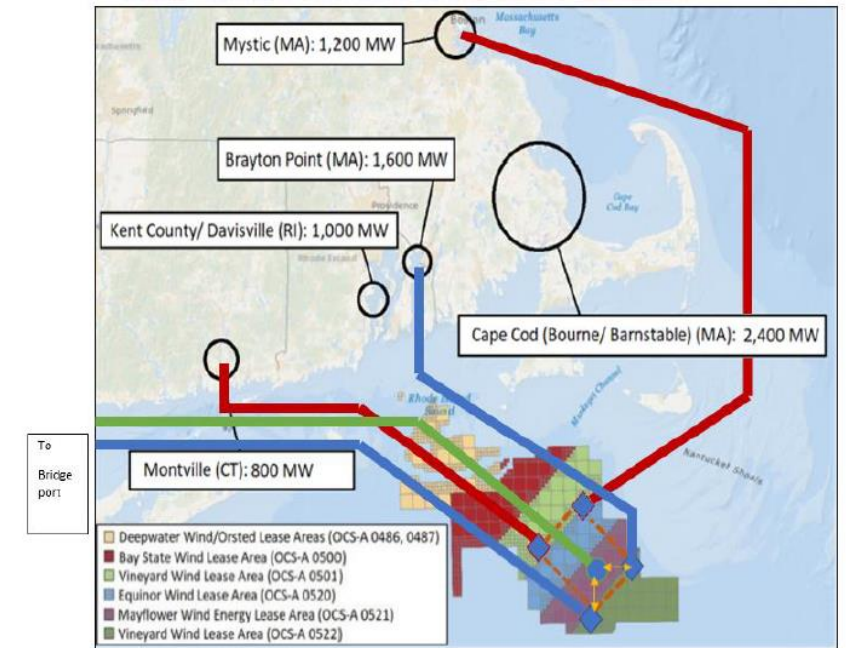 Boston
Massachusetts
Bay
Mystic (MA): 1,200 MW
Springfield
Brayton Point (MA): 1,600 MW
Providence
Cape
Cod Bay
Kent County/ Davisville (RI): 1,000 MW
Rhode Island
Cape Cod (Bourne/ Barnstable) (MA): 2,400 MW
Muskeget Channel
Rhode Island
Sound
To
Bridge
port
Montville (CT): 800 MW
Nantucket Shoals
Deepwater Wind/Orsted Lease Areas (OCS-A 0486, 0487)
Bay State Wind Lease Area (OCS-A 0500)
Vineyard Wind Lease Area (OCS-A 0501)
Equinor Wind Lease Area (OCS-A 0520)
Mayflower Wind Energy Lease Area (OCS-A 0521)
Vineyard Wind Lease Area (OCS-A 0522)